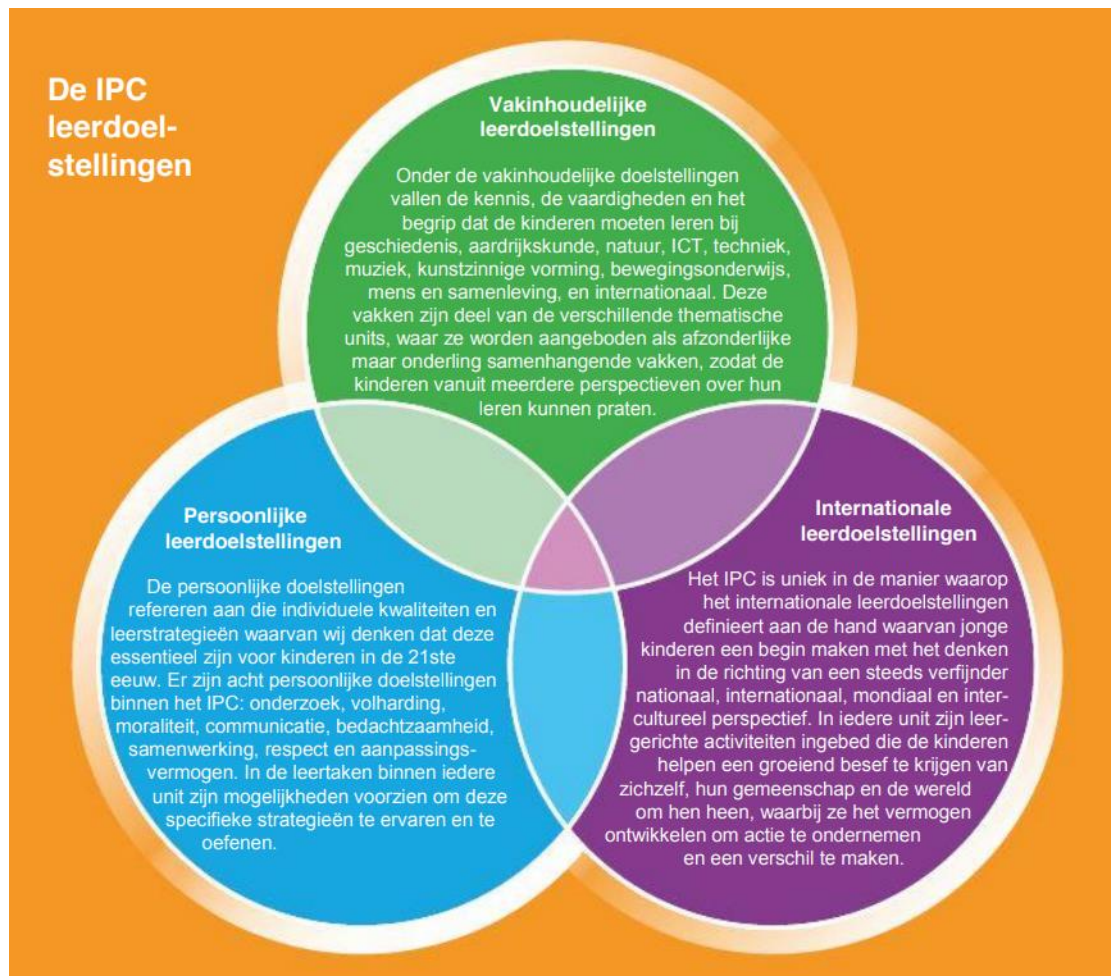 De IPC
leerdoel-
stellingen
Vakinhoudelijke
leerdoelstellingen
Onder de vakinhoudelijke doelstellingen
vallen de kennis, de vaardigheden en het
begrip dat de kinderen moeten leren bij
geschiedenis, aardrijkskunde, natuur, ICT, techniek,
muziek, kunstzinnige vorming, bewegingsonderwijs,
mens en samenleving, en internationaal. Deze
vakken zijn deel van de verschillende thematische
units, waar ze worden aangeboden als afzonderlijke
maar onderling samenhangende vakken, zodat de
kinderen vanuit meerdere perspectieven over hun
leren kunnen praten.
Persoonlijke
leerdoelstellingen
De persoonlijke doelstellingen
refereren aan die individuele kwaliteiten en
leerstrategieën waarvan wij denken dat deze
essentieel zijn voor kinderen in de 21ste
eeuw. Er zijn acht persoonlijke doelstellingen
binnen het IPC: onderzoek, volharding,
moraliteit, communicatie, bedachtzaamheid,
samenwerking, respect en aanpassings-
vermogen. In de leertaken binnen iedere
unit zijn mogelijkheden voorzien om deze
specifieke strategieën te ervaren en te
oefenen.
Internationale
leerdoelstellingen
Het IPC is uniek in de manier waarop
het internationale leerdoelstellingen
definieert aan de hand waarvan jonge
kinderen een begin maken met het denken
in de richting van een steeds verfijnder
nationaal, internationaal, mondiaal en inter-
cultureel perspectief. In iedere unit zijn leer-
gerichte activiteiten ingebed die de kinderen
helpen een groeiend besef te krijgen van
zichzelf, hun gemeenschap en de wereld
om hen heen, waarbij ze het vermogen
ontwikkelen om actie te ondernemen
en een verschil te maken.